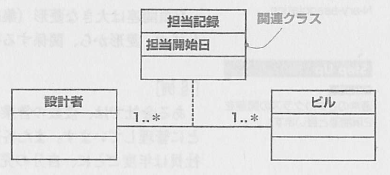 担当記録
関連クラス
担当開始日
設計者
ビル
1..*
1..*